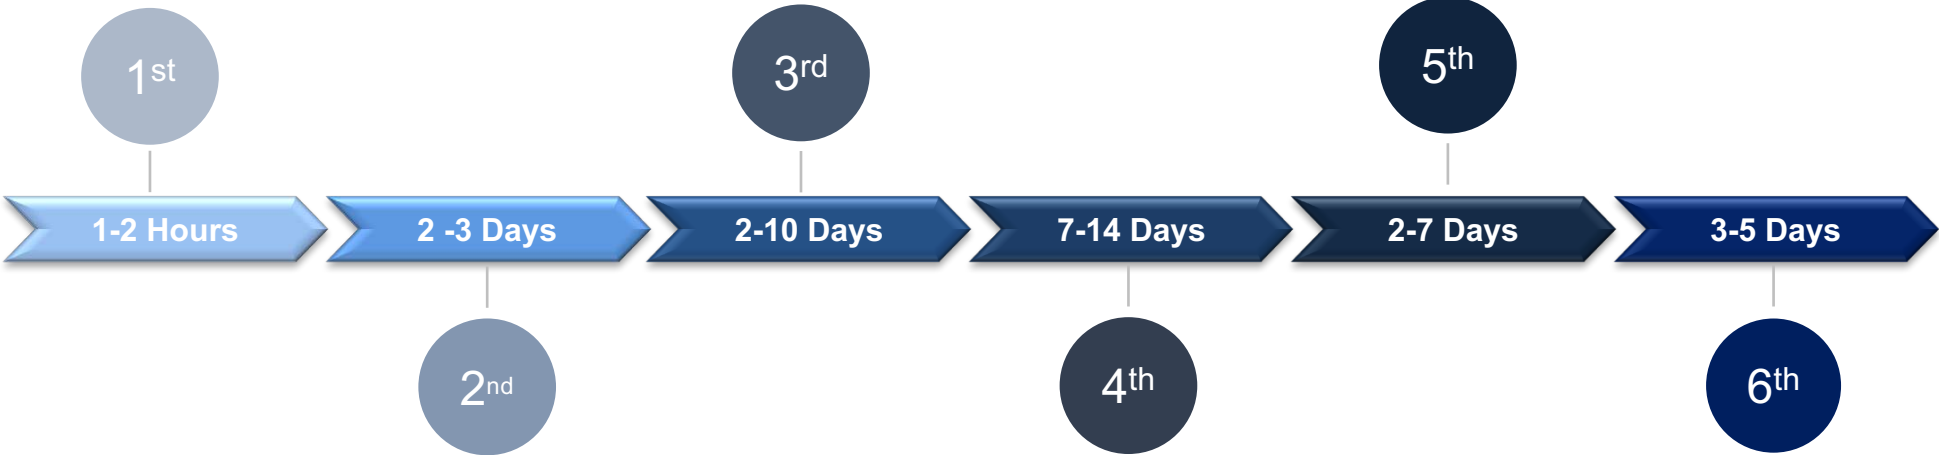 1st
3rd
5th
1-2 Hours
2 -3 Days
2-10 Days
7-14 Days
2-7 Days
3-5 Days
2nd
4th
6th